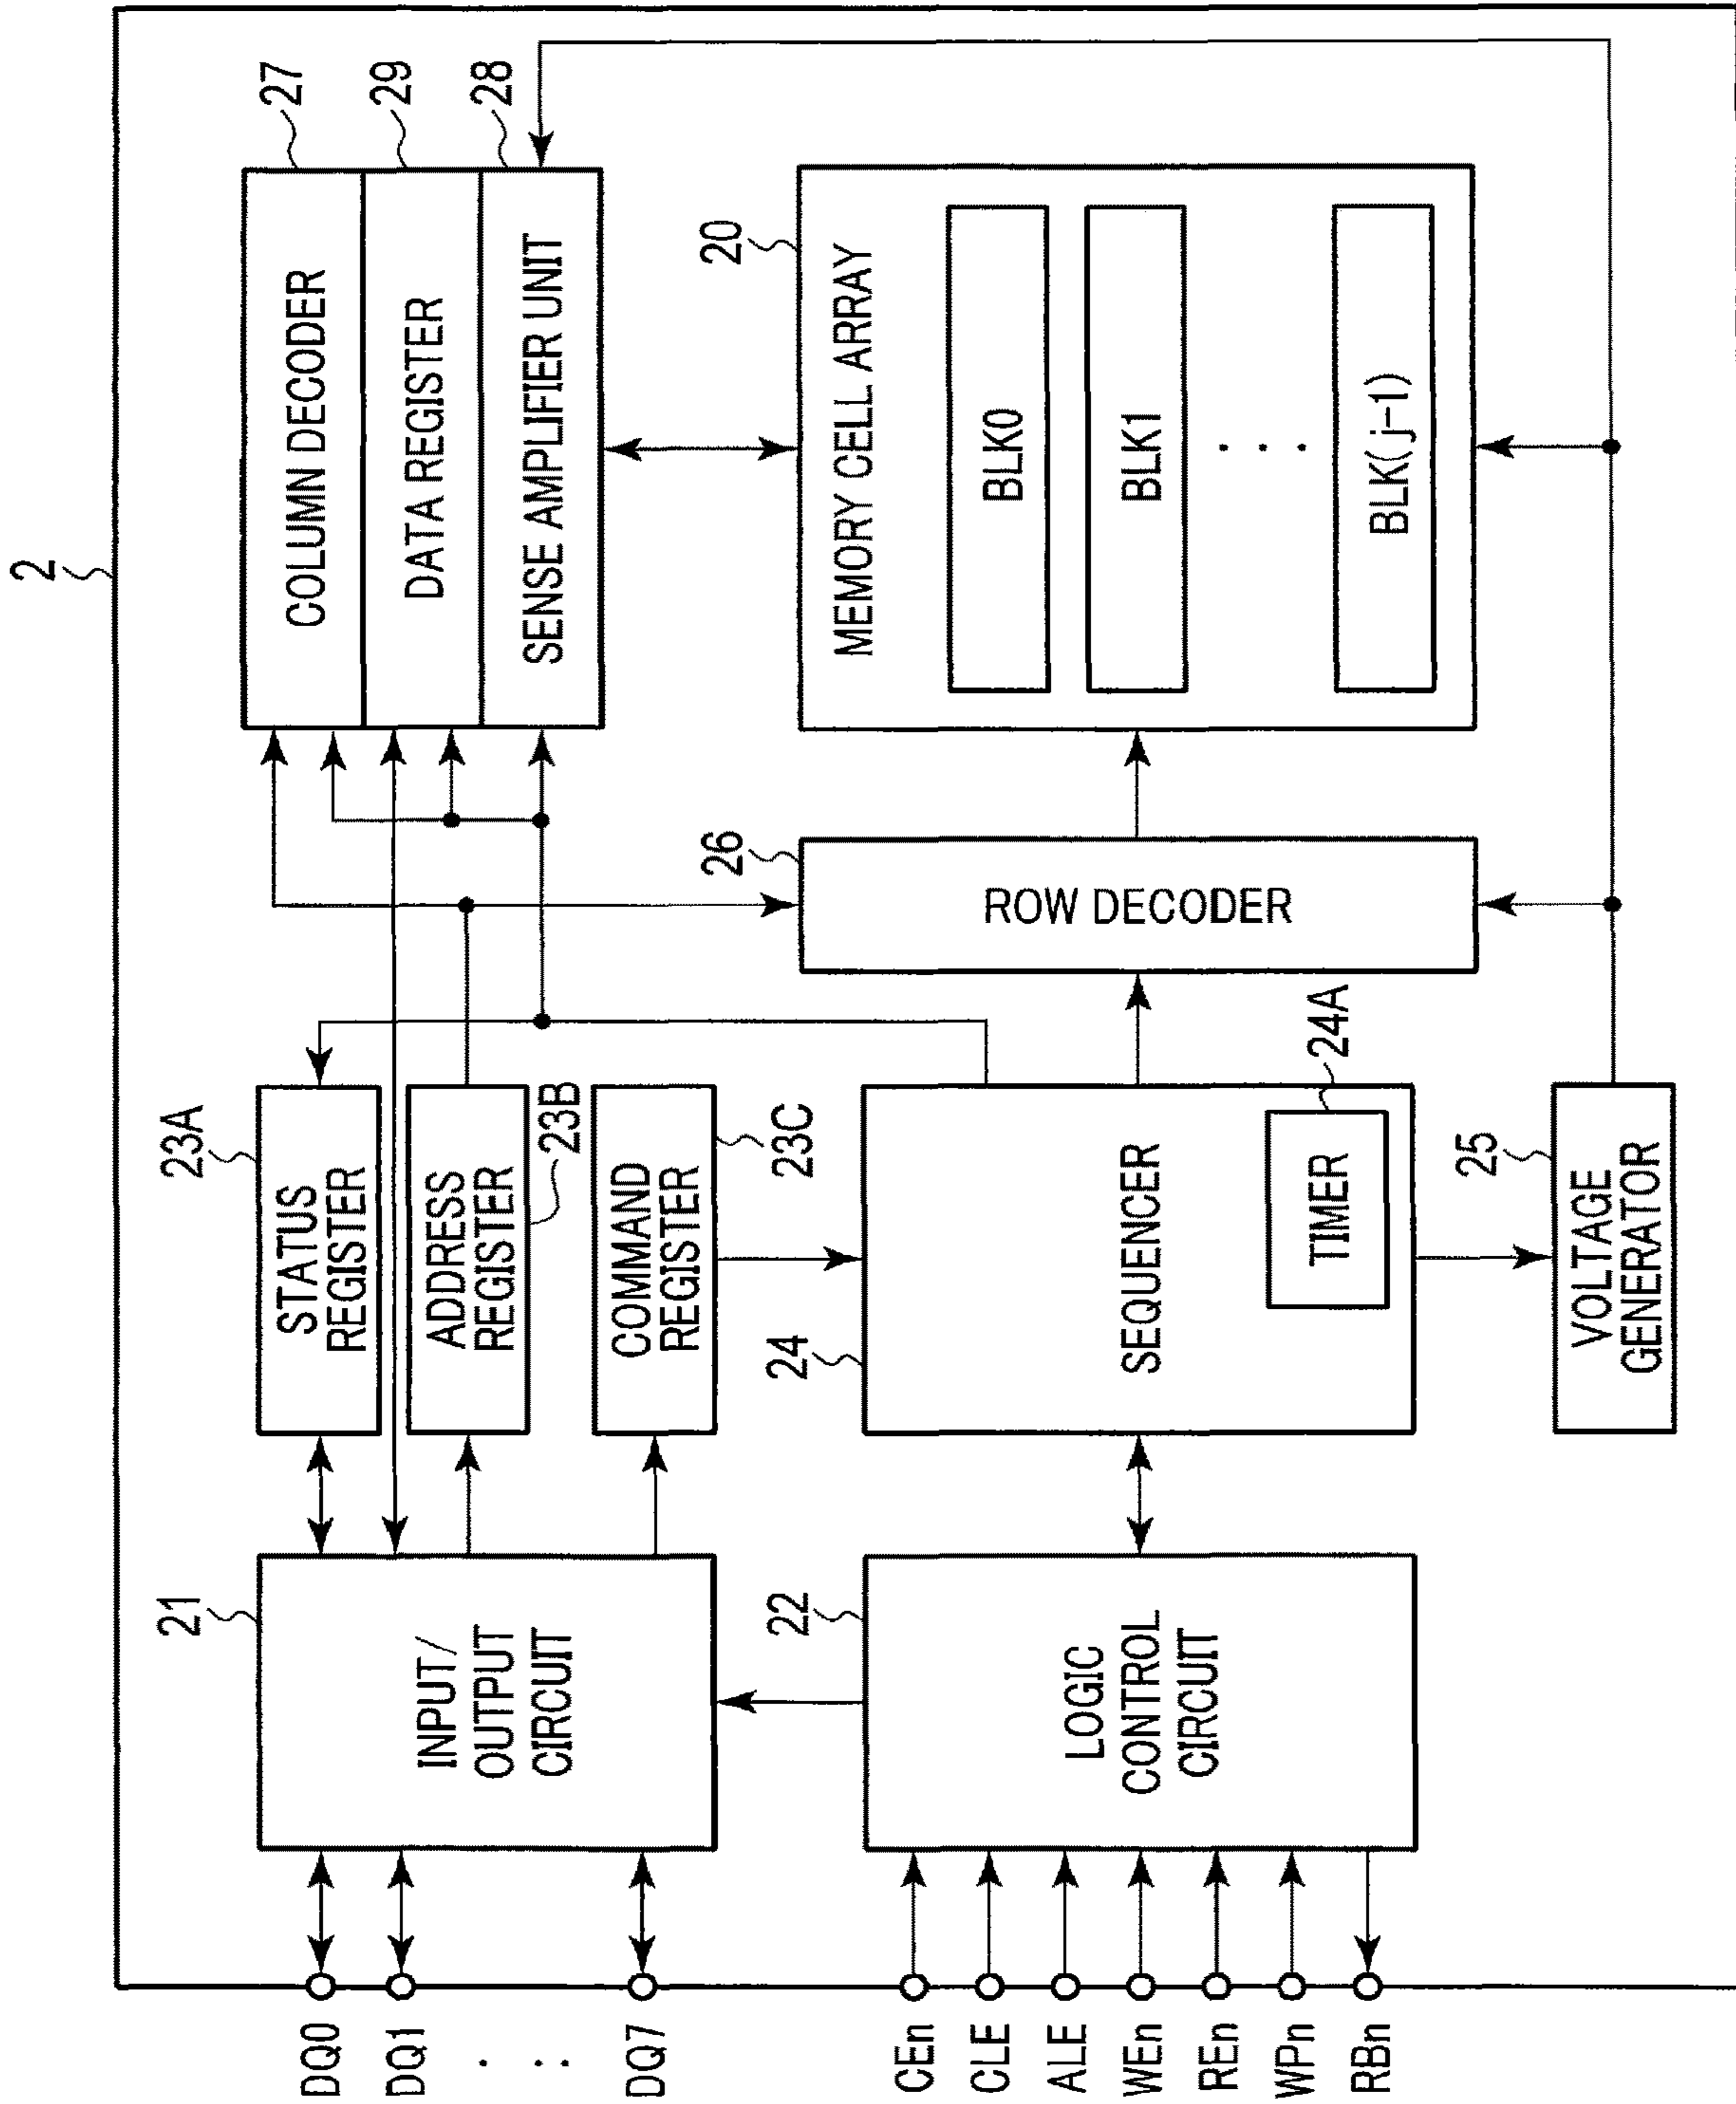 2
DQ0
DQ1
DQ7
21
INPUT/
OUTPUT
CIRCUIT
23A
STATUS
REGISTER
ADDRESS
REGISTER
23B
COMMAND
REGISTER
23C
COLUMN DECODER
27
DATA REGISTER
29
SENSE AMPLIFIER UNIT
28
CEn
CLE
ALE
WEn
REn
WPn
RBn
22
LOGIC
CONTROL
CIRCUIT
24
SEQUENCER
TIMER
24A
26
ROW DECODER
20
MEMORY CELL ARRAY
BLK0
BLK1
. . .
BLK(j-1)
25
VOLTAGE
GENERATOR